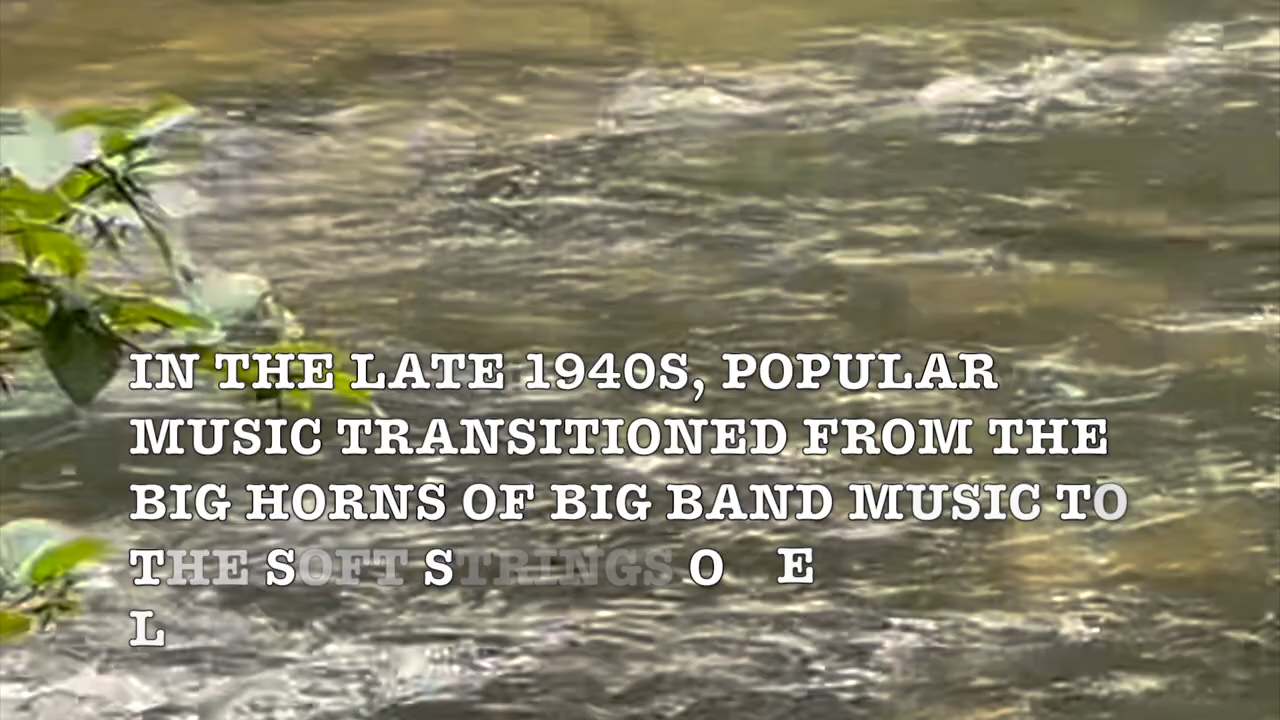 IN THE LATE 1940S, POPULAR
MUSIC TRANSITIONED FROM THE
BIG HORNS OF BIG BAND MUSIC TO
THE SOFT STRINGS O E
L